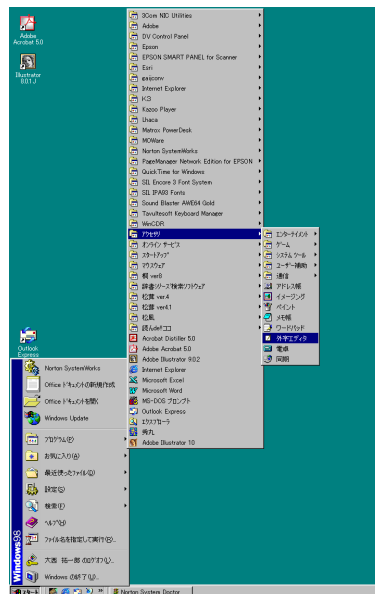 Adobe
Acrobat 5.0
Illustrator
9.0.1J
Outlook
Express
3Com NIC Utilities
Adobe
DV Control Panel
Epson
EPSON SMART PANEL for Scanner
Esri
gaijconv
Internet Explorer
K3
Kazoo Player
Lhaca
Matrox PowerDesk
MOWare
Norton SystemWorks
PageManager Network Edition for EPSON
QuickTime for Windows
SIL Encore 3 Font System
SIL IPA93 Fonts
Sound Blaster AWE64 Gold
Tavultesoft Keyboard Manager
WinCDR
アクセサリ
オンライン サービス
スタートアップ
マウスウェア
桐 ver8
辞書シリーズ検索ソフトウェア
松茸 ver.4
松茸 ver4.1
松風
読んde!!ココ
Acrobat Distiller 5.0
Adobe Acrobat 5.0
Adobe Illustrator 9.0.2
Internet Explorer
Microsoft Excel
Microsoft Word
MS-DOS プロンプト
Outlook Express
エクスプローラ
秀丸
Adobe Illustrator 10
エンターテイメント
ゲーム
システム ツール
ユーザー補助
通信
アドレス帳
イメージング
ペイント
メモ帳
ワードパッド
外字エディタ
電卓
同期
Norton SystemWorks
Office ドキュメントの新規作成
Office ドキュメントを開く
Windows Update
プログラム(P)
お気に入り(A)
最近使ったファイル(D)
設定(S)
検索(F)
ヘルプ(H)
ファイル名を指定して実行(R)...
大西 祐一郎 のログオフ(L)...
Windows の終了(U)...
Windows98
スタート
Norton System Doctor